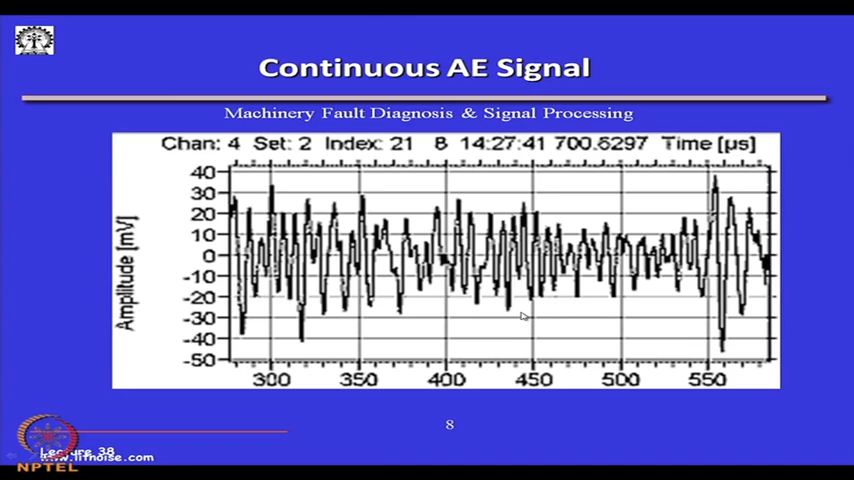 Continuous AE Signal
Machinery Fault Diagnosis & Signal Processing
Chan: 4 Set: 2 Index: 21 8 14:27:41 700.6297 Time [µs]
Amplitude [mV]
40
30
20
10
0
-10
-20
-30
-40
-50
300 350 400 450 500 550
8
Lecture 38
www.iitnoise.com
NPTEL